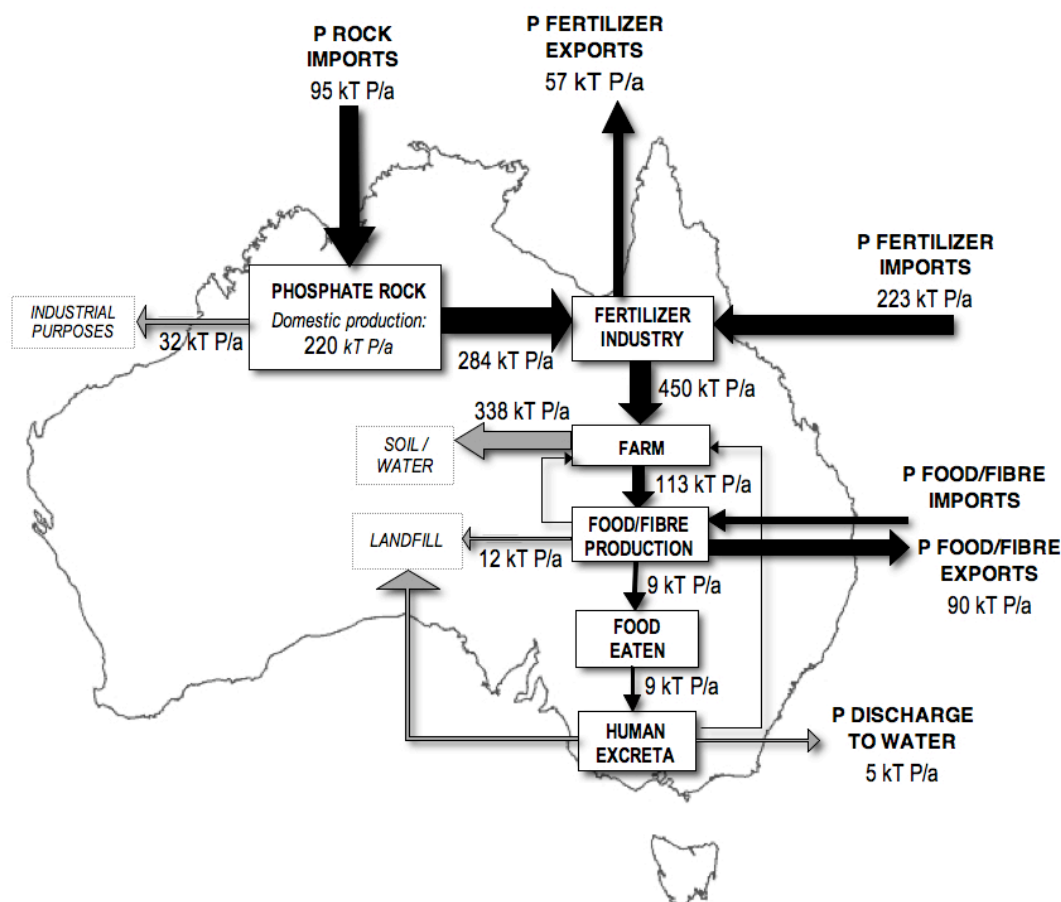 P ROCK
IMPORTS
95 kT P/a
P FERTILIZER
EXPORTS
57 kT P/a
P FERTILIZER
IMPORTS
223 kT P/a
INDUSTRIAL
PURPOSES
32 kT P/a
PHOSPHATE ROCK
Domestic production:
220 kT P/a
284 kT P/a
FERTILIZER
INDUSTRY
450 kT P/a
338 kT P/a
SOIL /
WATER
FARM
113 kT P/a
P FOOD/FIBRE
IMPORTS
LANDFILL
12 kT P/a
FOOD/FIBRE
PRODUCTION
P FOOD/FIBRE
EXPORTS
90 kT P/a
9 kT P/a
FOOD
EATEN
9 kT P/a
HUMAN
EXCRETA
P DISCHARGE
TO WATER
5 kT P/a